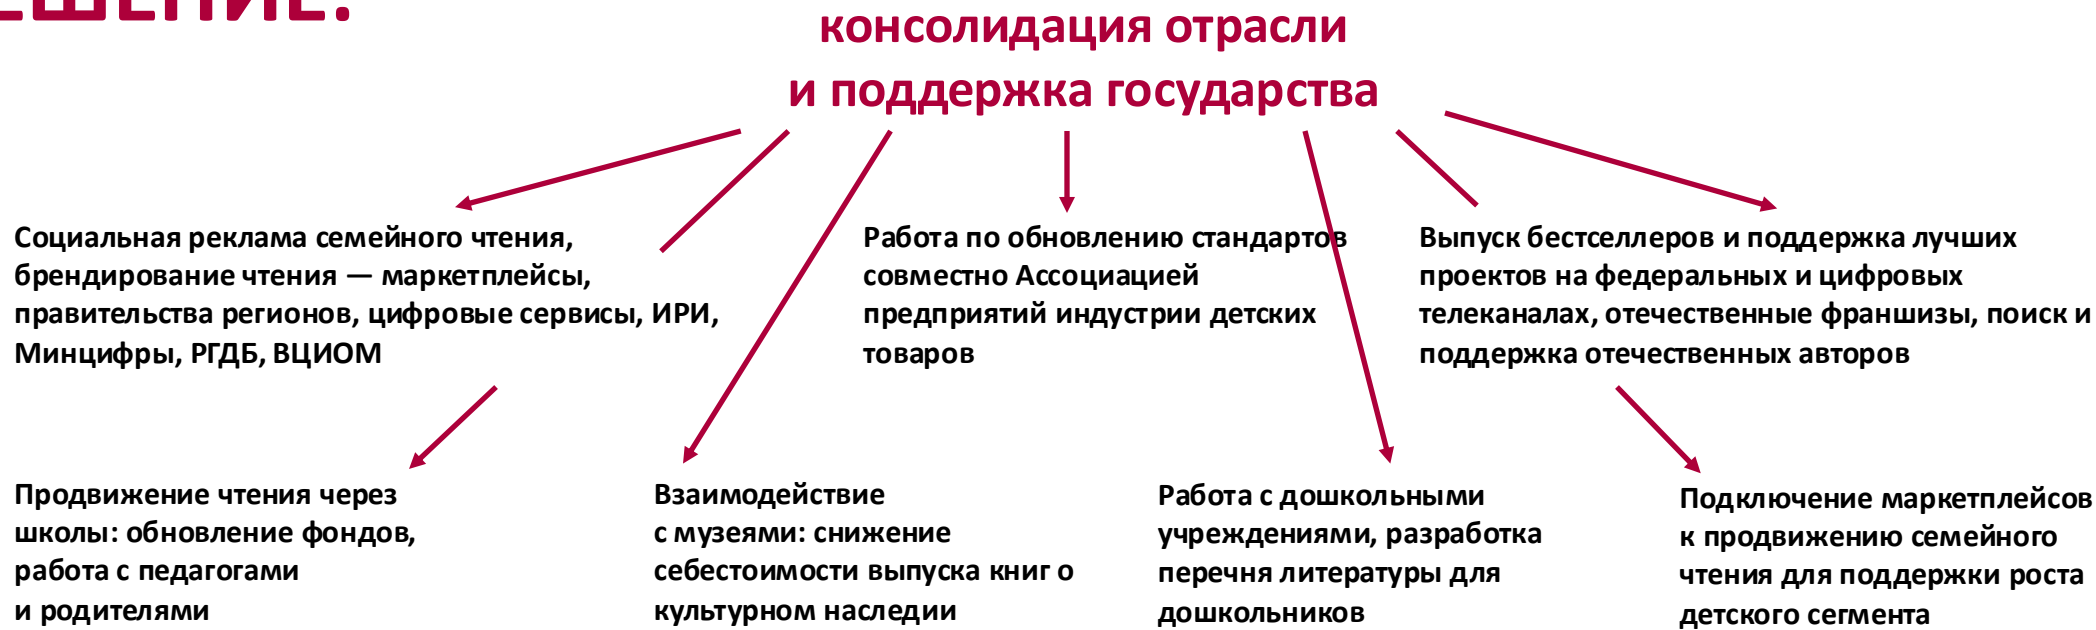 ЕШЕНИЕ:
консолидация отрасли
и поддержка государства
Социальная реклама семейного чтения,
брендирование чтения — маркетплейсы,
правительства регионов, цифровые сервисы, ИРИ,
Минцифры, РГДБ, ВЦИОМ
Работа по обновлению стандартов
совместно Ассоциацией
предприятий индустрии детских
товаров
Выпуск бестселлеров и поддержка лучших
проектов на федеральных и цифровых
телеканалах, отечественные франшизы, поиск и
поддержка отечественных авторов
Продвижение чтения через
школы: обновление фондов,
работа с педагогами
и родителями
Взаимодействие
с музеями: снижение
себестоимости выпуска книг о
культурном наследии
Работа с дошкольными
учреждениями, разработка
перечня литературы для
дошкольников
Подключение маркетплейсов
к продвижению семейного
чтения для поддержки роста
детского сегмента